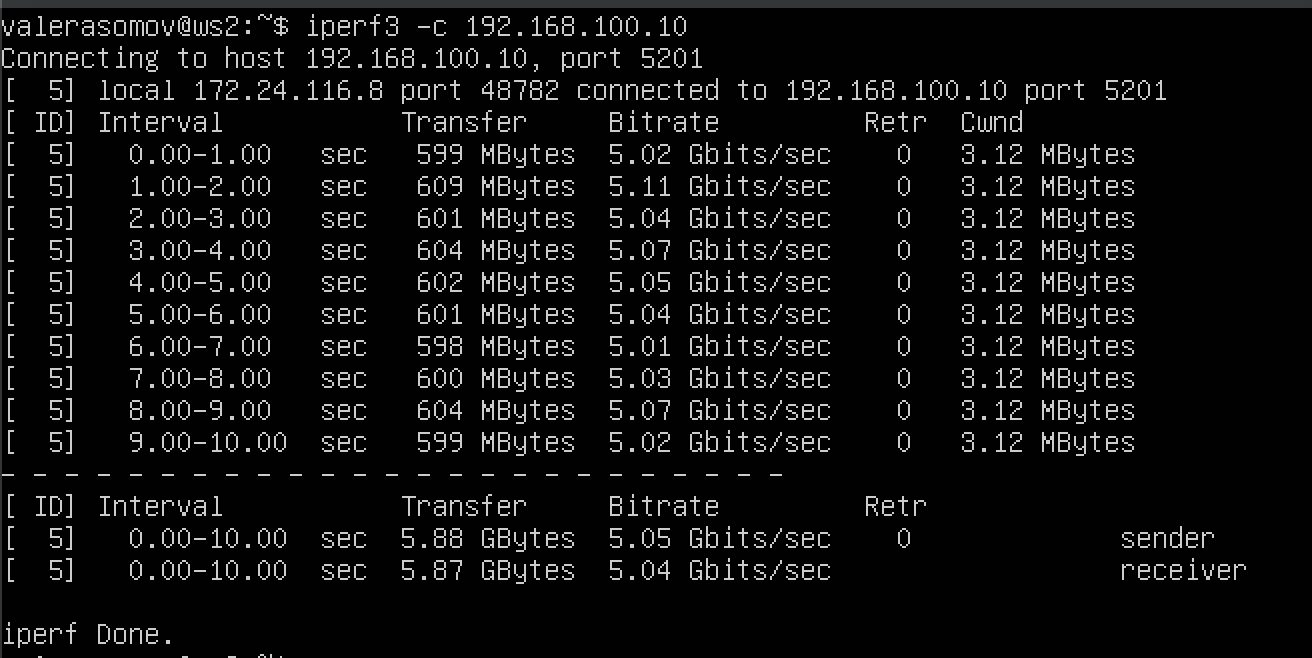 valerasomov@ws2:~$ iperf3 -c 192.168.100.10
Connecting to host 192.168.100.10, port 5201
[  5] local 172.24.116.8 port 48782 connected to 192.168.100.10 port 5201
[ ID] Interval           Transfer     Bitrate         Retr  Cwnd
[  5]   0.00-1.00   sec   599 MBytes  5.02 Gbits/sec    0   3.12 MBytes
[  5]   1.00-2.00   sec   609 MBytes  5.11 Gbits/sec    0   3.12 MBytes
[  5]   2.00-3.00   sec   601 MBytes  5.04 Gbits/sec    0   3.12 MBytes
[  5]   3.00-4.00   sec   604 MBytes  5.07 Gbits/sec    0   3.12 MBytes
[  5]   4.00-5.00   sec   602 MBytes  5.05 Gbits/sec    0   3.12 MBytes
[  5]   5.00-6.00   sec   601 MBytes  5.04 Gbits/sec    0   3.12 MBytes
[  5]   6.00-7.00   sec   598 MBytes  5.01 Gbits/sec    0   3.12 MBytes
[  5]   7.00-8.00   sec   600 MBytes  5.03 Gbits/sec    0   3.12 MBytes
[  5]   8.00-9.00   sec   604 MBytes  5.07 Gbits/sec    0   3.12 MBytes
[  5]   9.00-10.00  sec   599 MBytes  5.02 Gbits/sec    0   3.12 MBytes
- - - - - - - - - - - - - - - - - - - - - - - - -
[ ID] Interval           Transfer     Bitrate         Retr
[  5]   0.00-10.00  sec  5.88 GBytes  5.05 Gbits/sec    0             sender
[  5]   0.00-10.00  sec  5.87 GBytes  5.04 Gbits/sec                  receiver
iperf Done.